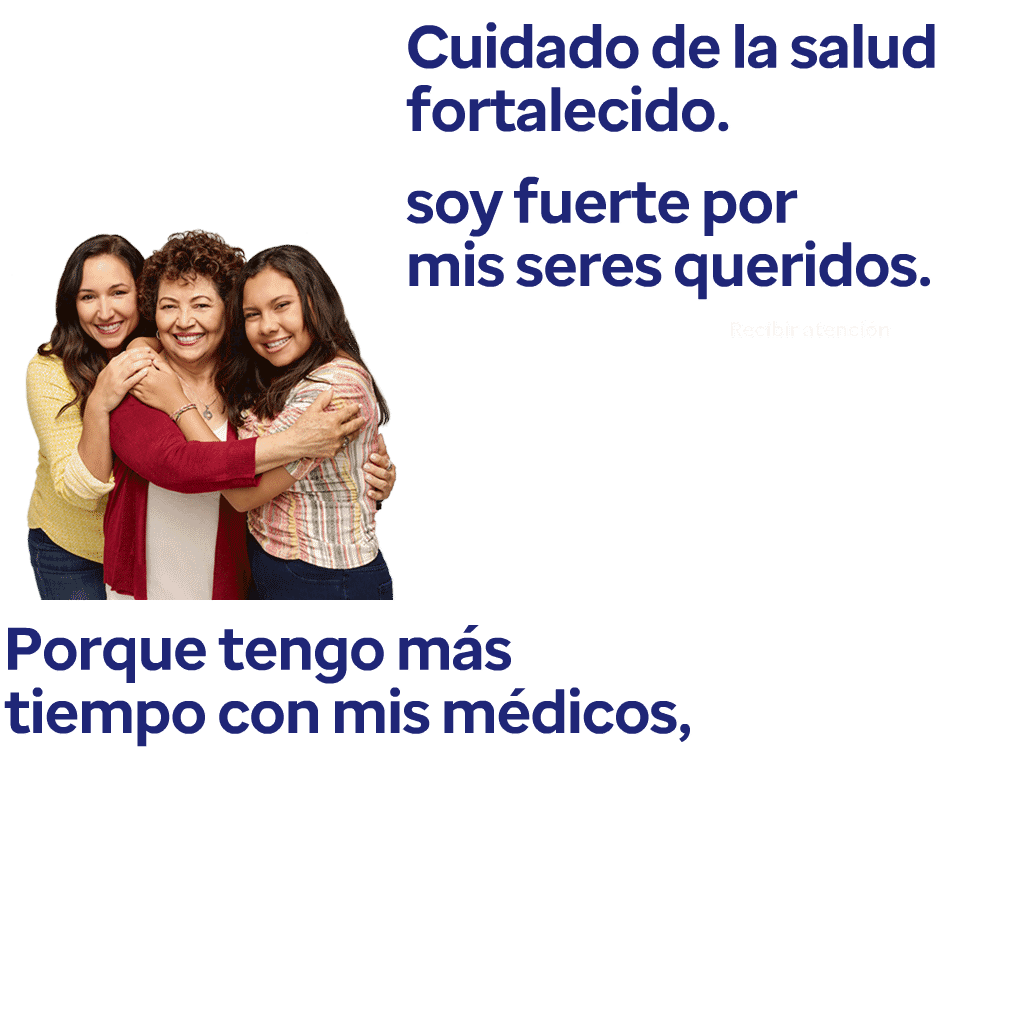 Cuidado de la salud
fortalecido.
soy fuerte por
mis seres queridos.
Recibir atención
Porque tengo más
tiempo con mis médicos,